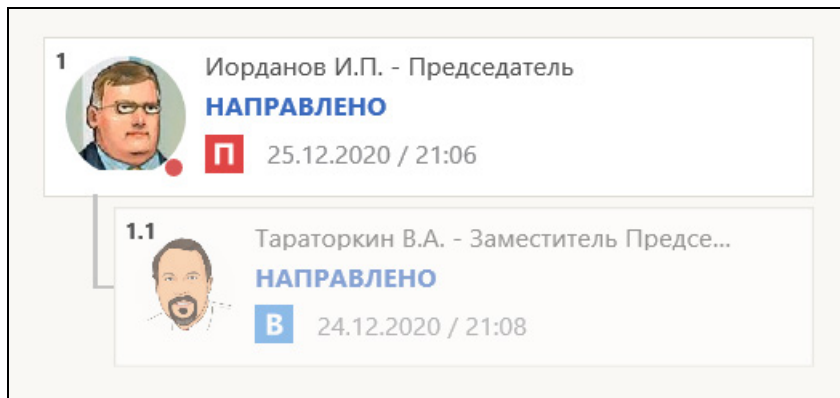 1
Иорданов И.П. - Председатель
НАПРАВЛЕНО
П 25.12.2020 / 21:06
1.1
Тараторкин В.А. - Заместитель Предсе...
НАПРАВЛЕНО
В 24.12.2020 / 21:08